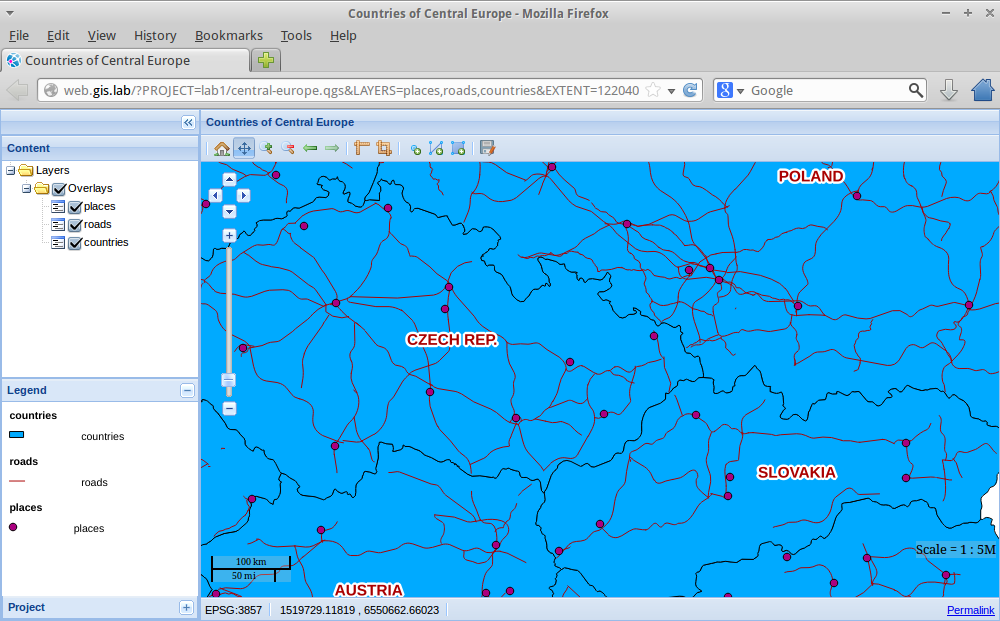 Countries of Central Europe - Mozilla Firefox
File Edit View History Bookmarks Tools Help
Countries of Central Europe
web.gis.lab/?PROJECT=lab1/central-europe.qgs&LAYERS=places,roads,countries&EXTENT=122040
Google
Countries of Central Europe
Content
Layers
Overlays
places
roads
countries
POLAND
CZECH REP.
SLOVAKIA
AUSTRIA
Legend
countries
countries
roads
roads
places
places
Project
100 km
50 mi
Scale = 1 : 5M
EPSG:3857
1519729.11819 , 6550662.66023
Permalink